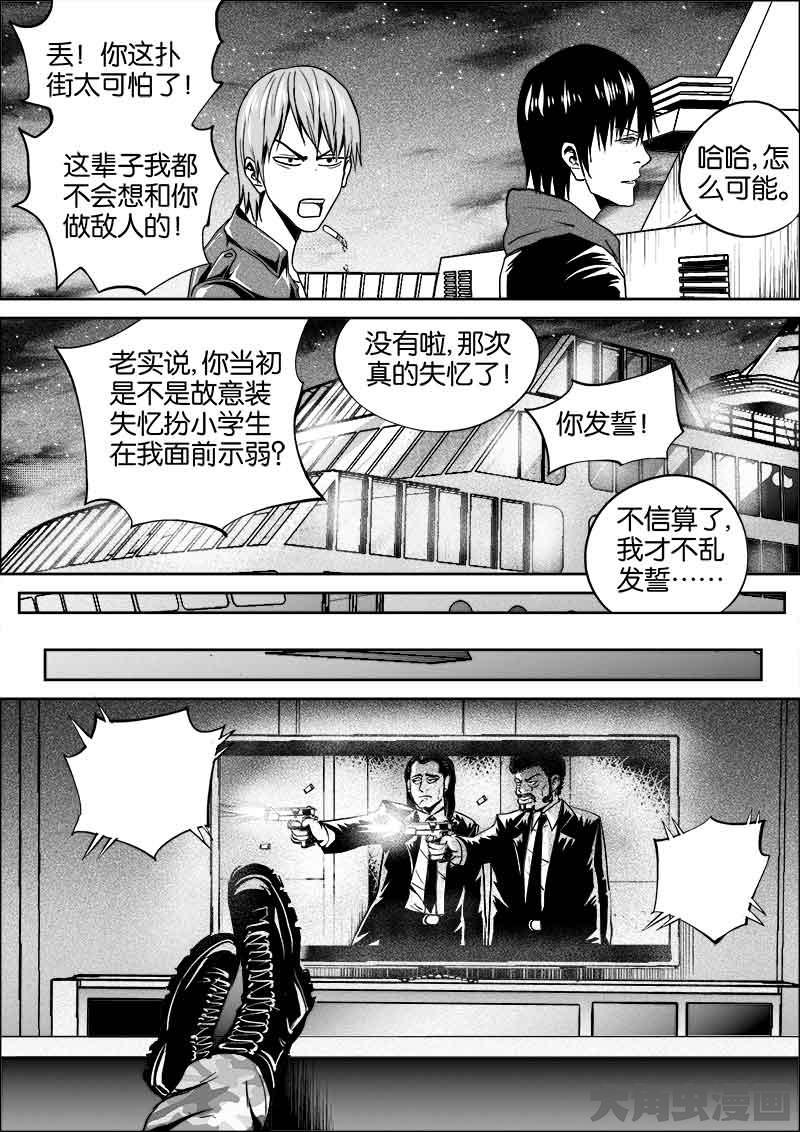 丢！你这扑
街太可怕了！
这辈子我都
不会想和你
做敌人的！
哈哈,怎
么可能。
老实说,你当初
是不是故意装
失忆扮小学生
在我面前示弱？
没有啦,那次
真的失忆了！
你发誓！
不信算了,
我才不乱
发誓……
大角虫漫画